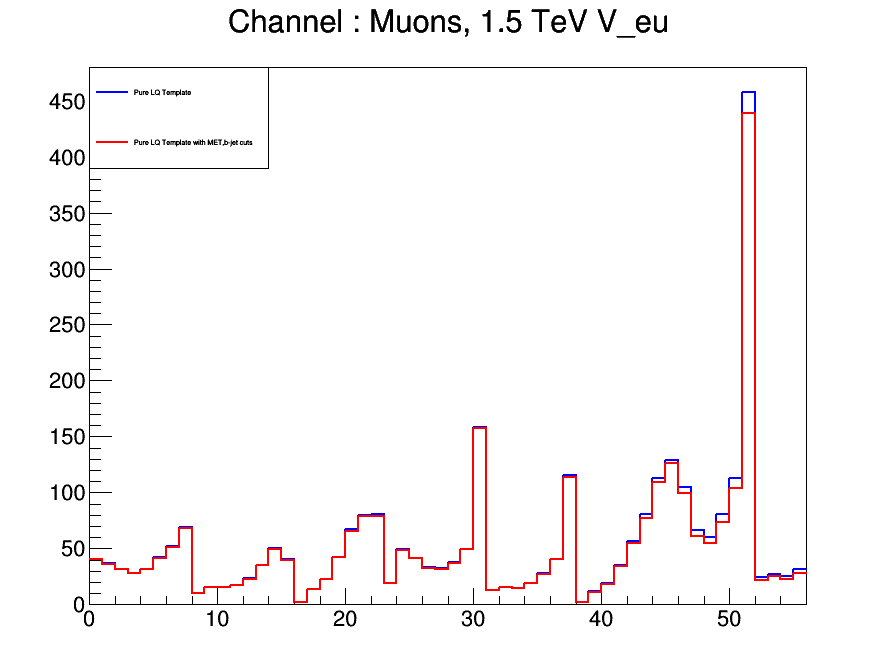 Channel : Muons, 1.5 TeV V_eu
Pure LQ Template
Pure LQ Template with MET,b-jet cuts
450
400
350
300
250
200
150
100
50
0
0 10 20 30 40 50